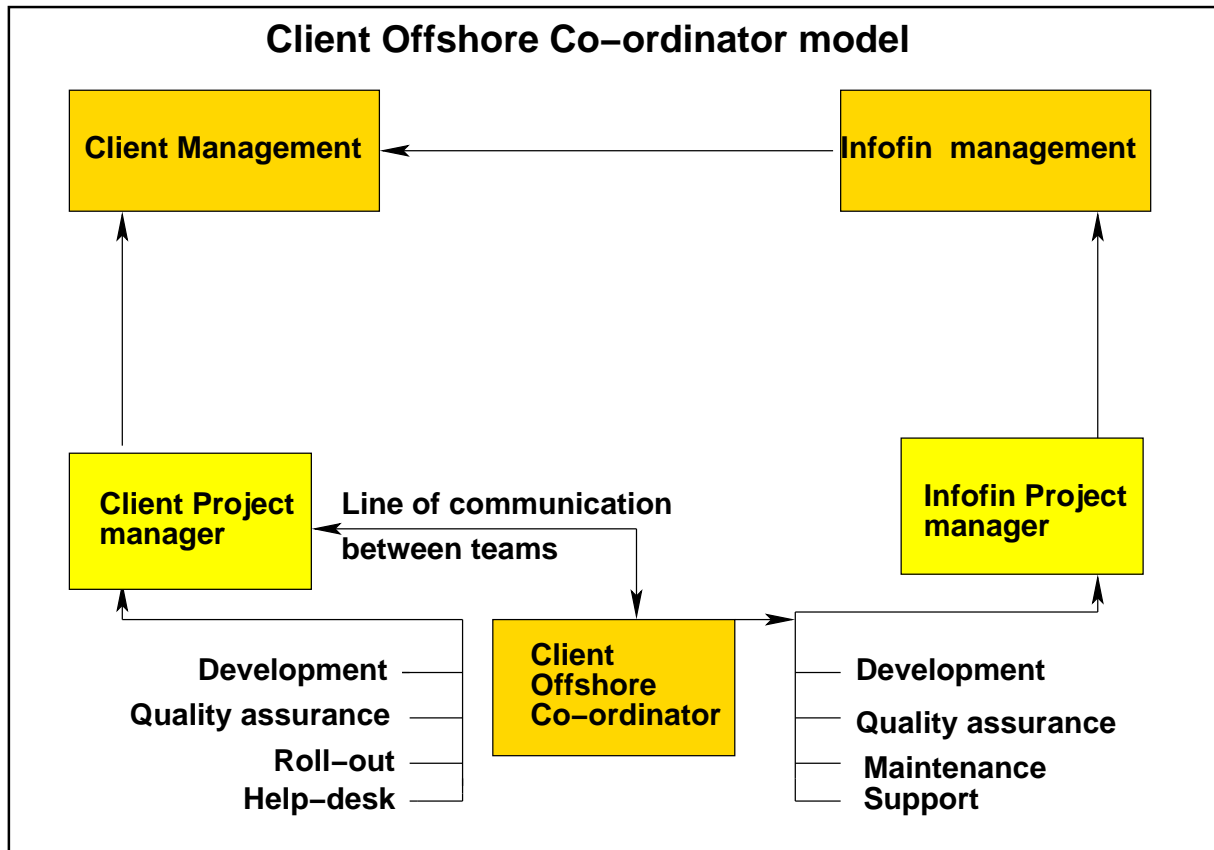 Client Offshore Co−ordinator model
Client Management
Infofin management
Client Project
manager
Line of communication
between teams
Infofin Project
manager
Client
Offshore
Co−ordinator
Development
Quality assurance
Roll−out
Help−desk
Development
Quality assurance
Maintenance
Support